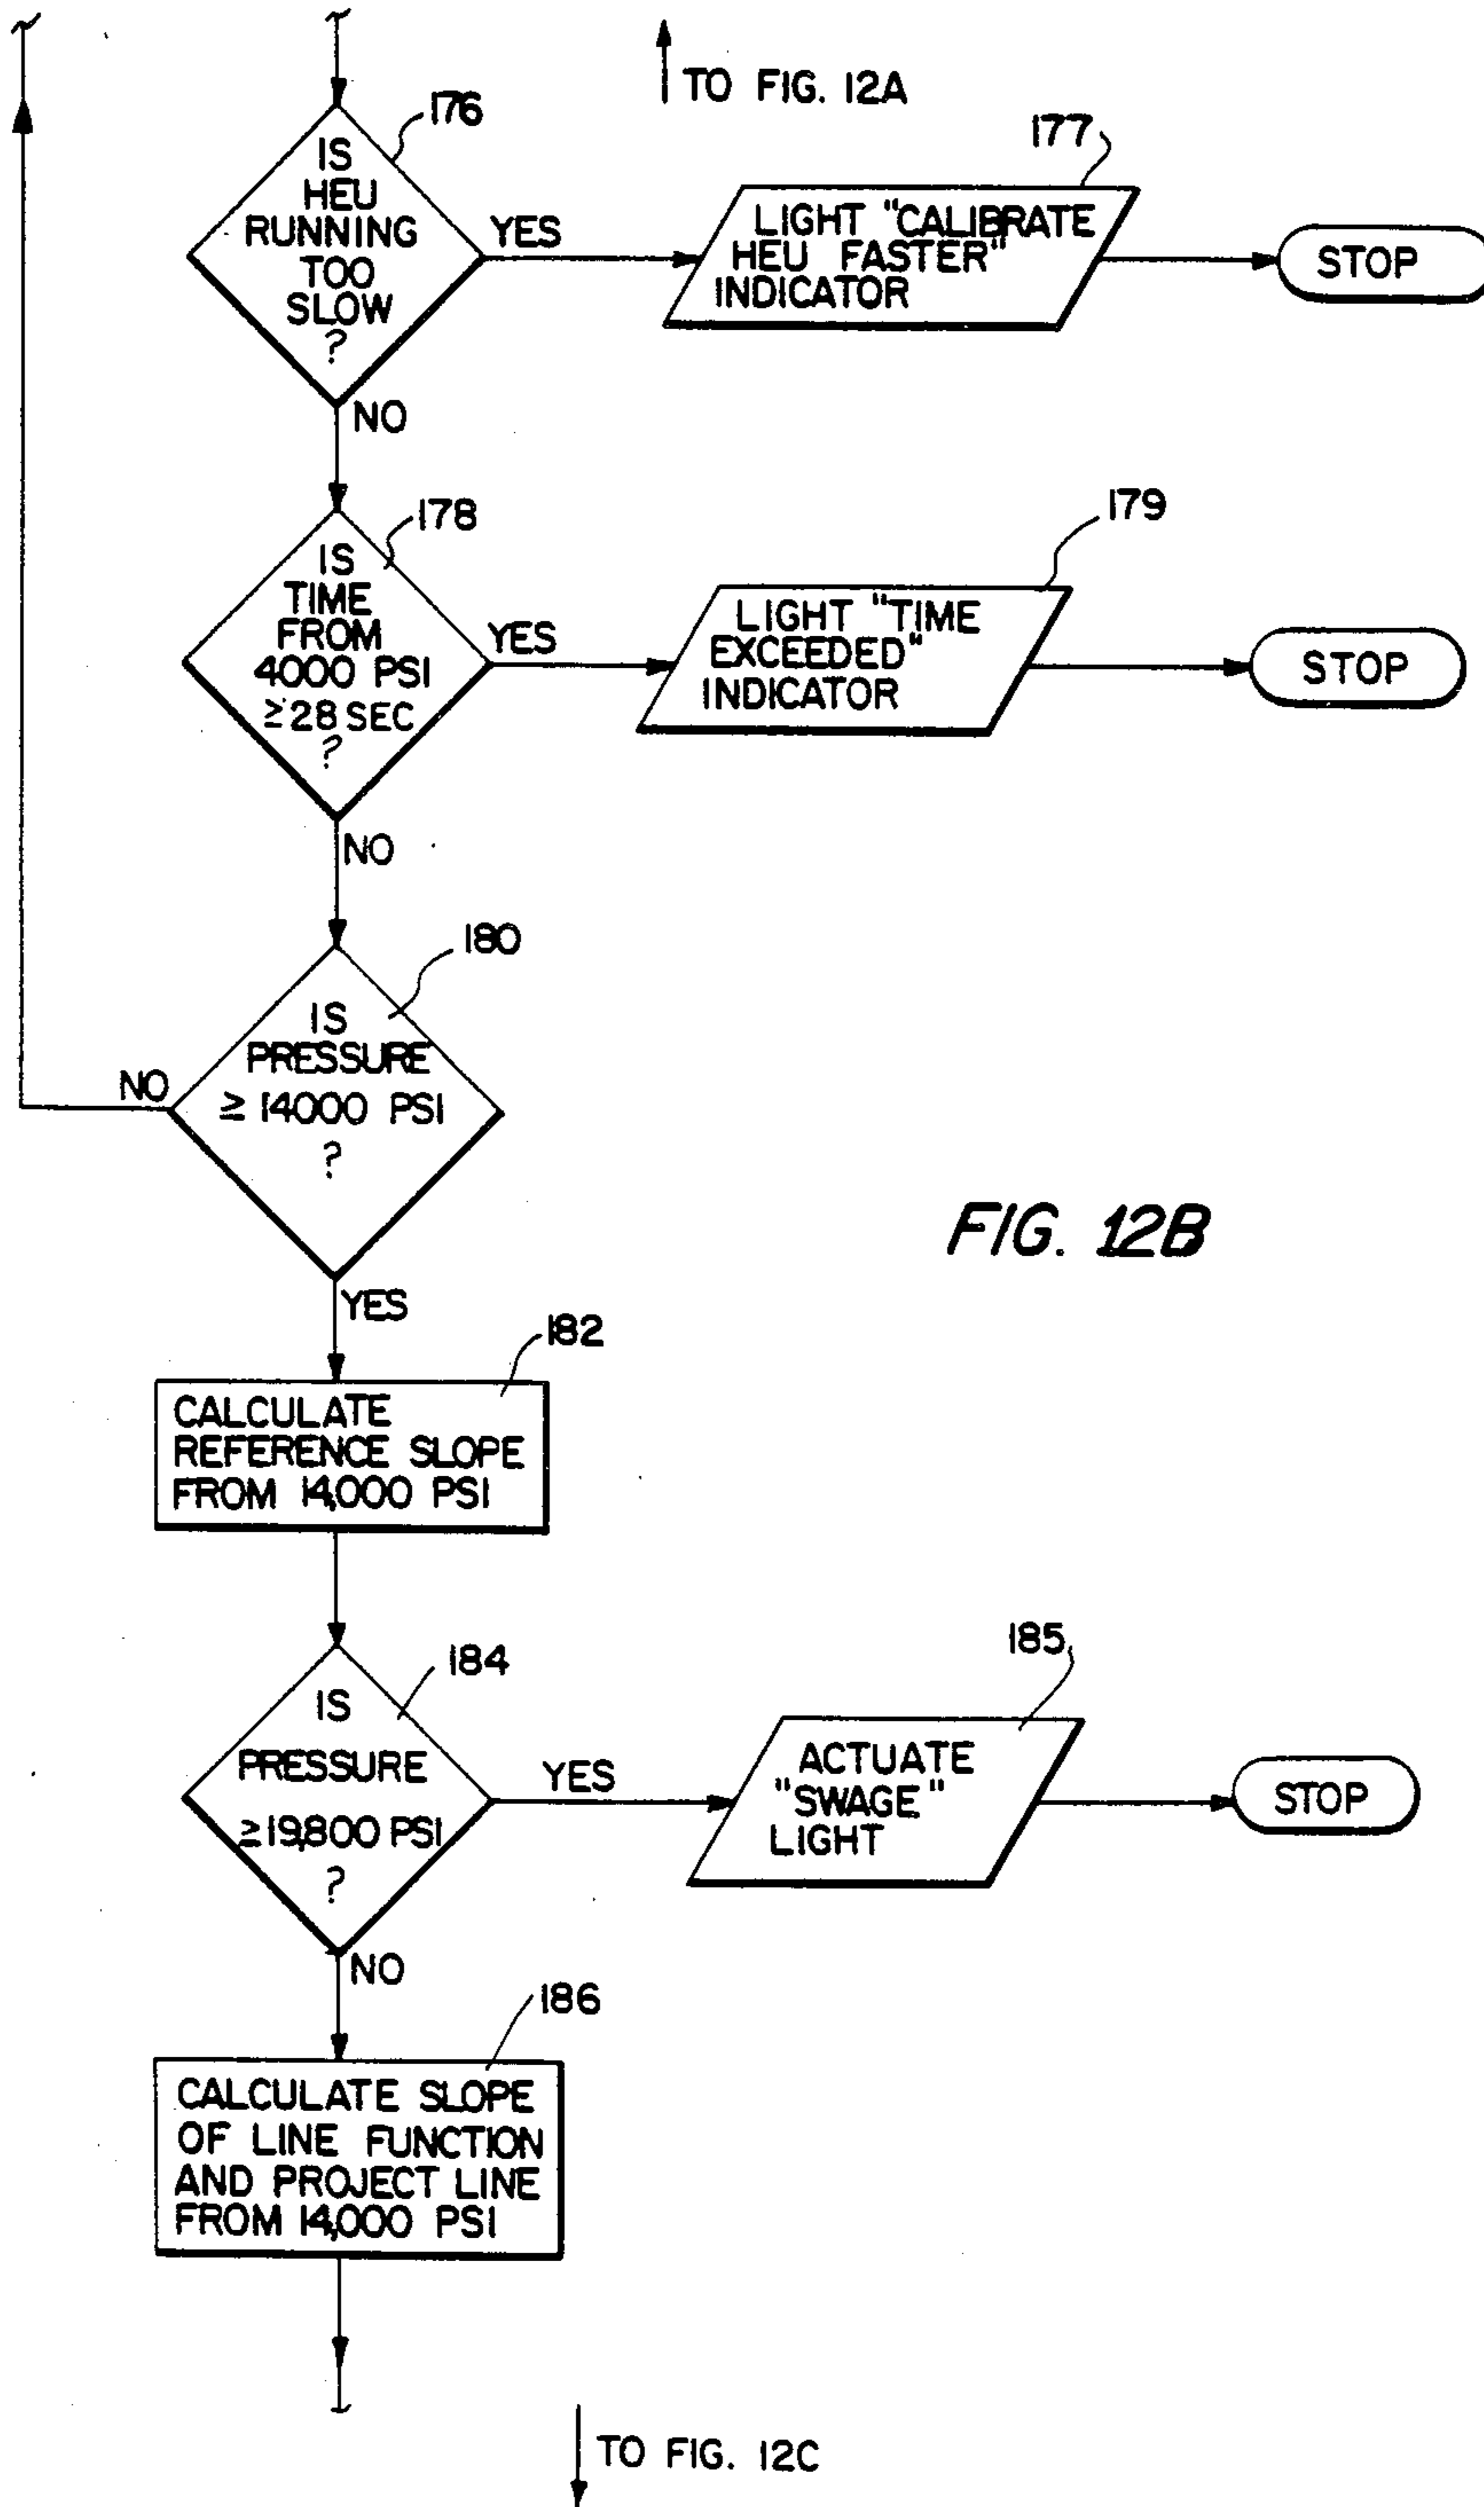 TO FIG. 12A
176
IS
HEU
RUNNING
TOO
SLOW
?
YES
177
LIGHT "CALIBRATE
HEU FASTER"
INDICATOR
STOP
NO
178
IS
TIME
FROM
4000 PSI
≥28 SEC
?
YES
179
LIGHT "TIME
EXCEEDED"
INDICATOR
STOP
NO
180
IS
PRESSURE
≥ 14000 PSI
?
NO
FIG. 12B
YES
182
CALCULATE
REFERENCE SLOPE
FROM 14,000 PSI
184
IS
PRESSURE
≥19,800 PSI
?
YES
185
ACTUATE
"SWAGE"
LIGHT
STOP
NO
186
CALCULATE SLOPE
OF LINE FUNCTION
AND PROJECT LINE
FROM 14,000 PSI
TO FIG. 12C